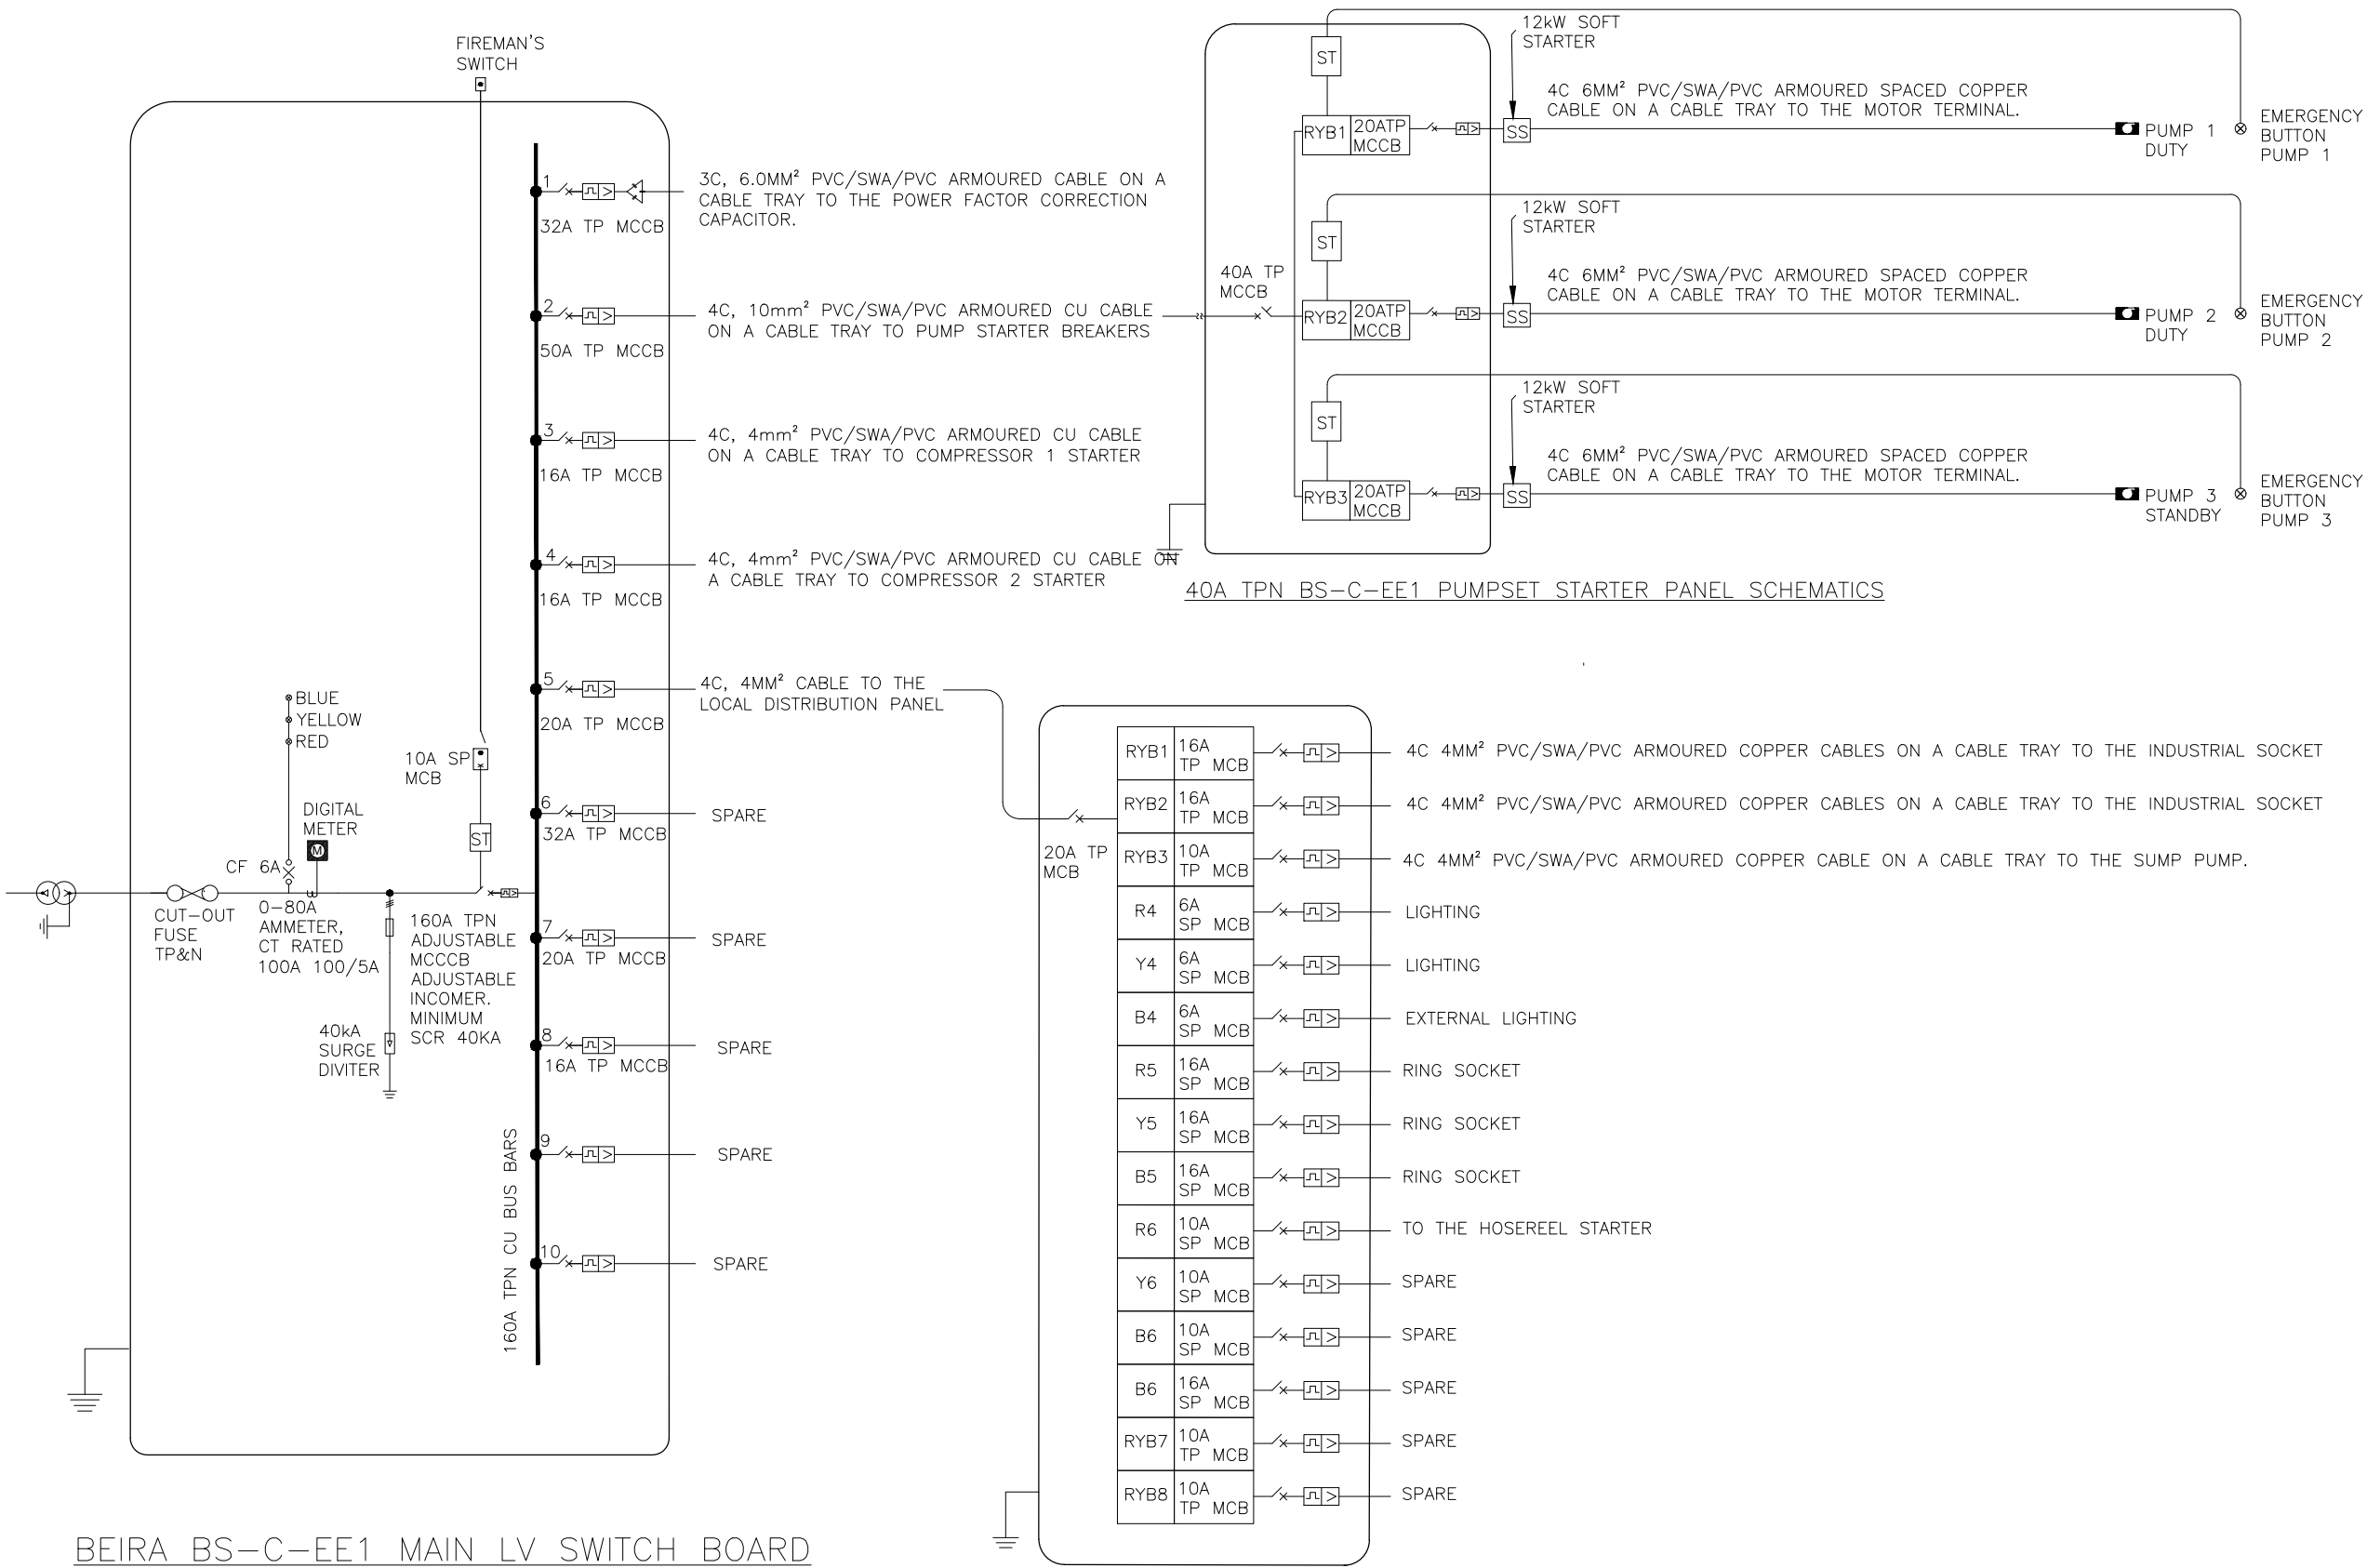 FIREMAN'S
SWITCH
1
32A TP MCCB
3C, 6.0MM² PVC/SWA/PVC ARMOURED CABLE ON A
CABLE TRAY TO THE POWER FACTOR CORRECTION
CAPACITOR.
2
50A TP MCCB
4C, 10mm² PVC/SWA/PVC ARMOURED CU CABLE
ON A CABLE TRAY TO PUMP STARTER BREAKERS
3
16A TP MCCB
4C, 4mm² PVC/SWA/PVC ARMOURED CU CABLE
ON A CABLE TRAY TO COMPRESSOR 1 STARTER
4
16A TP MCCB
4C, 4mm² PVC/SWA/PVC ARMOURED CU CABLE ON
A CABLE TRAY TO COMPRESSOR 2 STARTER
5
20A TP MCCB
4C, 4MM² CABLE TO THE
LOCAL DISTRIBUTION PANEL
6
32A TP MCCB
SPARE
7
20A TP MCCB
SPARE
8
16A TP MCCB
SPARE
9
SPARE
10
SPARE
BLUE
YELLOW
RED
10A SP
MCB
DIGITAL
METER
M
ST
CF 6A
CUT-OUT
FUSE
TP&N
0-80A
AMMETER,
CT RATED
100A 100/5A
160A TPN
ADJUSTABLE
MCCCB
ADJUSTABLE
INCOMER.
MINIMUM
SCR 40KA
40kA
SURGE
DIVITER
160A TPN CU BUS BARS
BEIRA BS-C-EE1 MAIN LV SWITCH BOARD
40A TP
MCCB
ST
RYB1
20ATP
MCCB
12kW SOFT
STARTER
SS
4C 6MM² PVC/SWA/PVC ARMOURED SPACED COPPER
CABLE ON A CABLE TRAY TO THE MOTOR TERMINAL.
PUMP 1
DUTY
EMERGENCY
BUTTON
PUMP 1
ST
RYB2
20ATP
MCCB
12kW SOFT
STARTER
SS
4C 6MM² PVC/SWA/PVC ARMOURED SPACED COPPER
CABLE ON A CABLE TRAY TO THE MOTOR TERMINAL.
PUMP 2
DUTY
EMERGENCY
BUTTON
PUMP 2
ST
RYB3
20ATP
MCCB
12kW SOFT
STARTER
SS
4C 6MM² PVC/SWA/PVC ARMOURED SPACED COPPER
CABLE ON A CABLE TRAY TO THE MOTOR TERMINAL.
PUMP 3
STANDBY
EMERGENCY
BUTTON
PUMP 3
40A TPN BS-C-EE1 PUMPSET STARTER PANEL SCHEMATICS
20A TP
MCB
RYB1
16A
TP MCB
4C 4MM² PVC/SWA/PVC ARMOURED COPPER CABLES ON A CABLE TRAY TO THE INDUSTRIAL SOCKET
RYB2
16A
TP MCB
4C 4MM² PVC/SWA/PVC ARMOURED COPPER CABLES ON A CABLE TRAY TO THE INDUSTRIAL SOCKET
RYB3
10A
TP MCB
4C 4MM² PVC/SWA/PVC ARMOURED COPPER CABLE ON A CABLE TRAY TO THE SUMP PUMP.
R4
6A
SP MCB
LIGHTING
Y4
6A
SP MCB
LIGHTING
B4
6A
SP MCB
EXTERNAL LIGHTING
R5
16A
SP MCB
RING SOCKET
Y5
16A
SP MCB
RING SOCKET
B5
16A
SP MCB
RING SOCKET
R6
10A
SP MCB
TO THE HOSEREEL STARTER
Y6
10A
SP MCB
SPARE
B6
10A
SP MCB
SPARE
B6
16A
SP MCB
SPARE
RYB7
10A
TP MCB
SPARE
RYB8
10A
TP MCB
SPARE